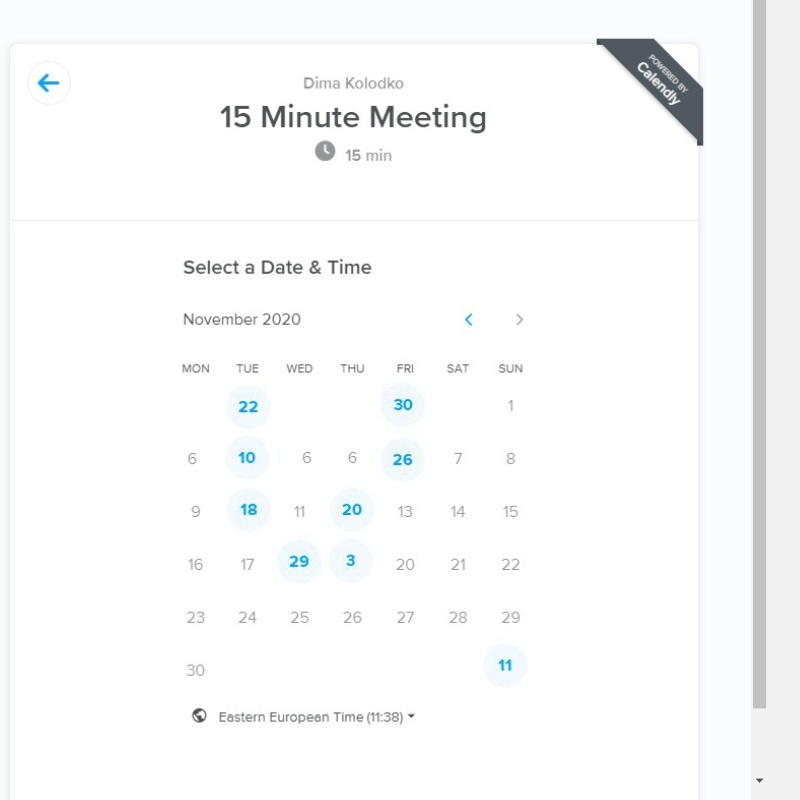 POWERED BY
Calendly
Dima Kolodko
15 Minute Meeting
15 min
Select a Date & Time
November 2020
MON TUE WED THU FRI SAT SUN
22 30 1
6 10 6 6 26 7 8
9 18 11 20 13 14 15
16 17 29 3 20 21 22
23 24 25 26 27 28 29
30 11
Eastern European Time (11:38)